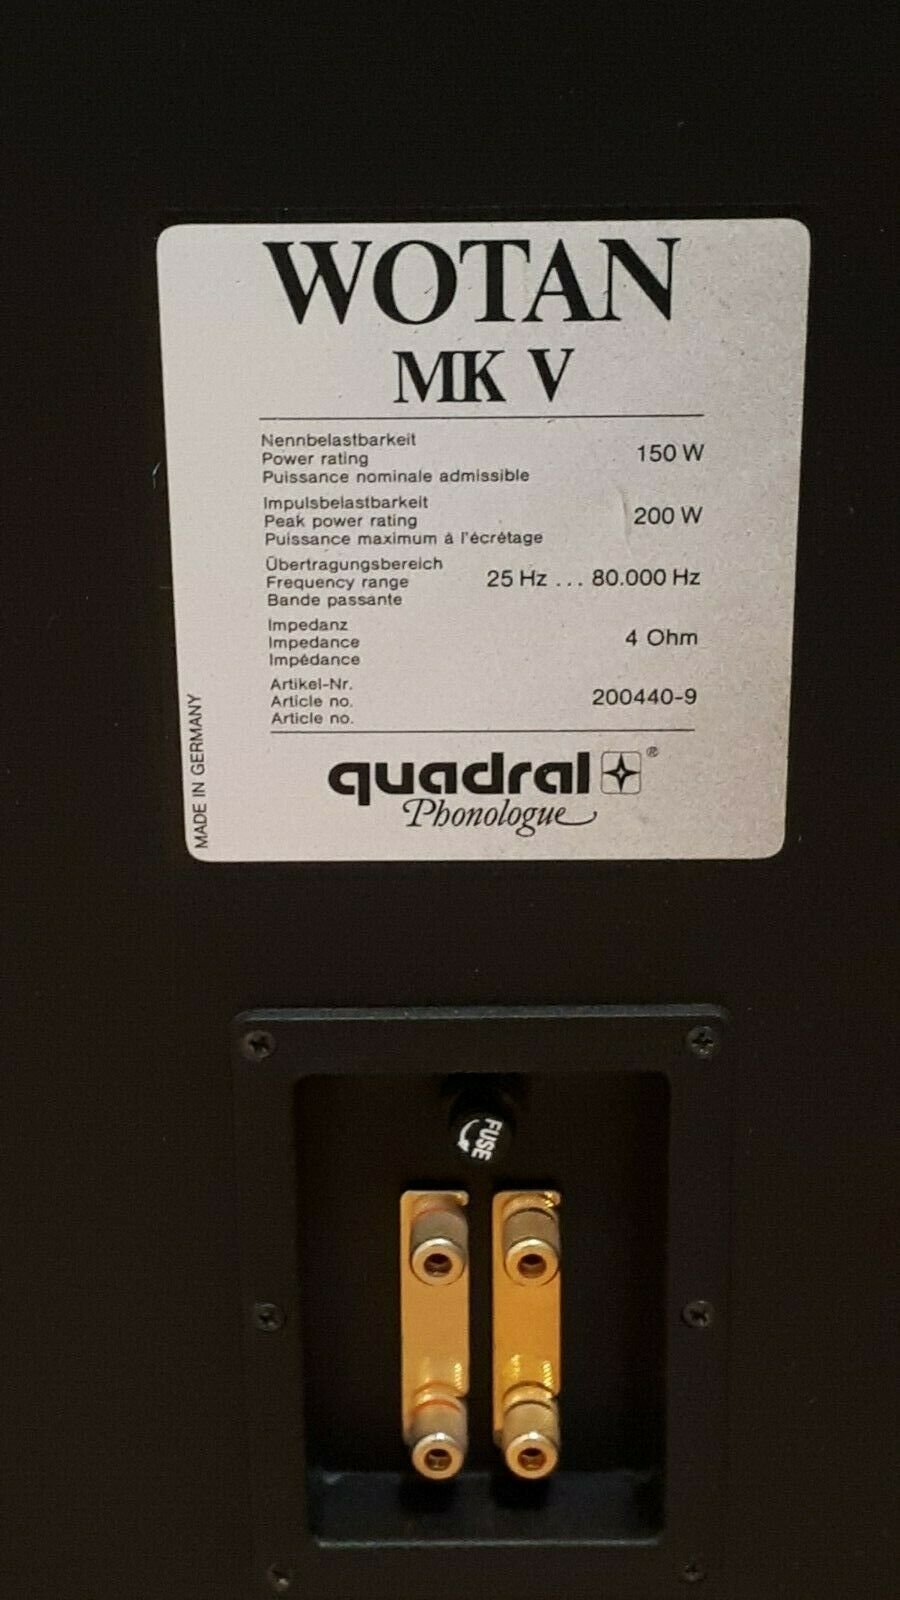 WOTAN
MK V
Nennbelastbarkeit
Power rating 150 W
Puissance nominale admissible
Impulsbelastbarkeit
Peak power rating 200 W
Puissance maximum à l'écrêtage
Übertragungsbereich
Frequency range 25 Hz ... 80.000 Hz
Bande passante
Impedanz
Impedance 4 Ohm
Impédance
Artikel-Nr.
Article no. 200440-9
Article no.
MADE IN GERMANY
quadral ®
Phonologue
FUSE